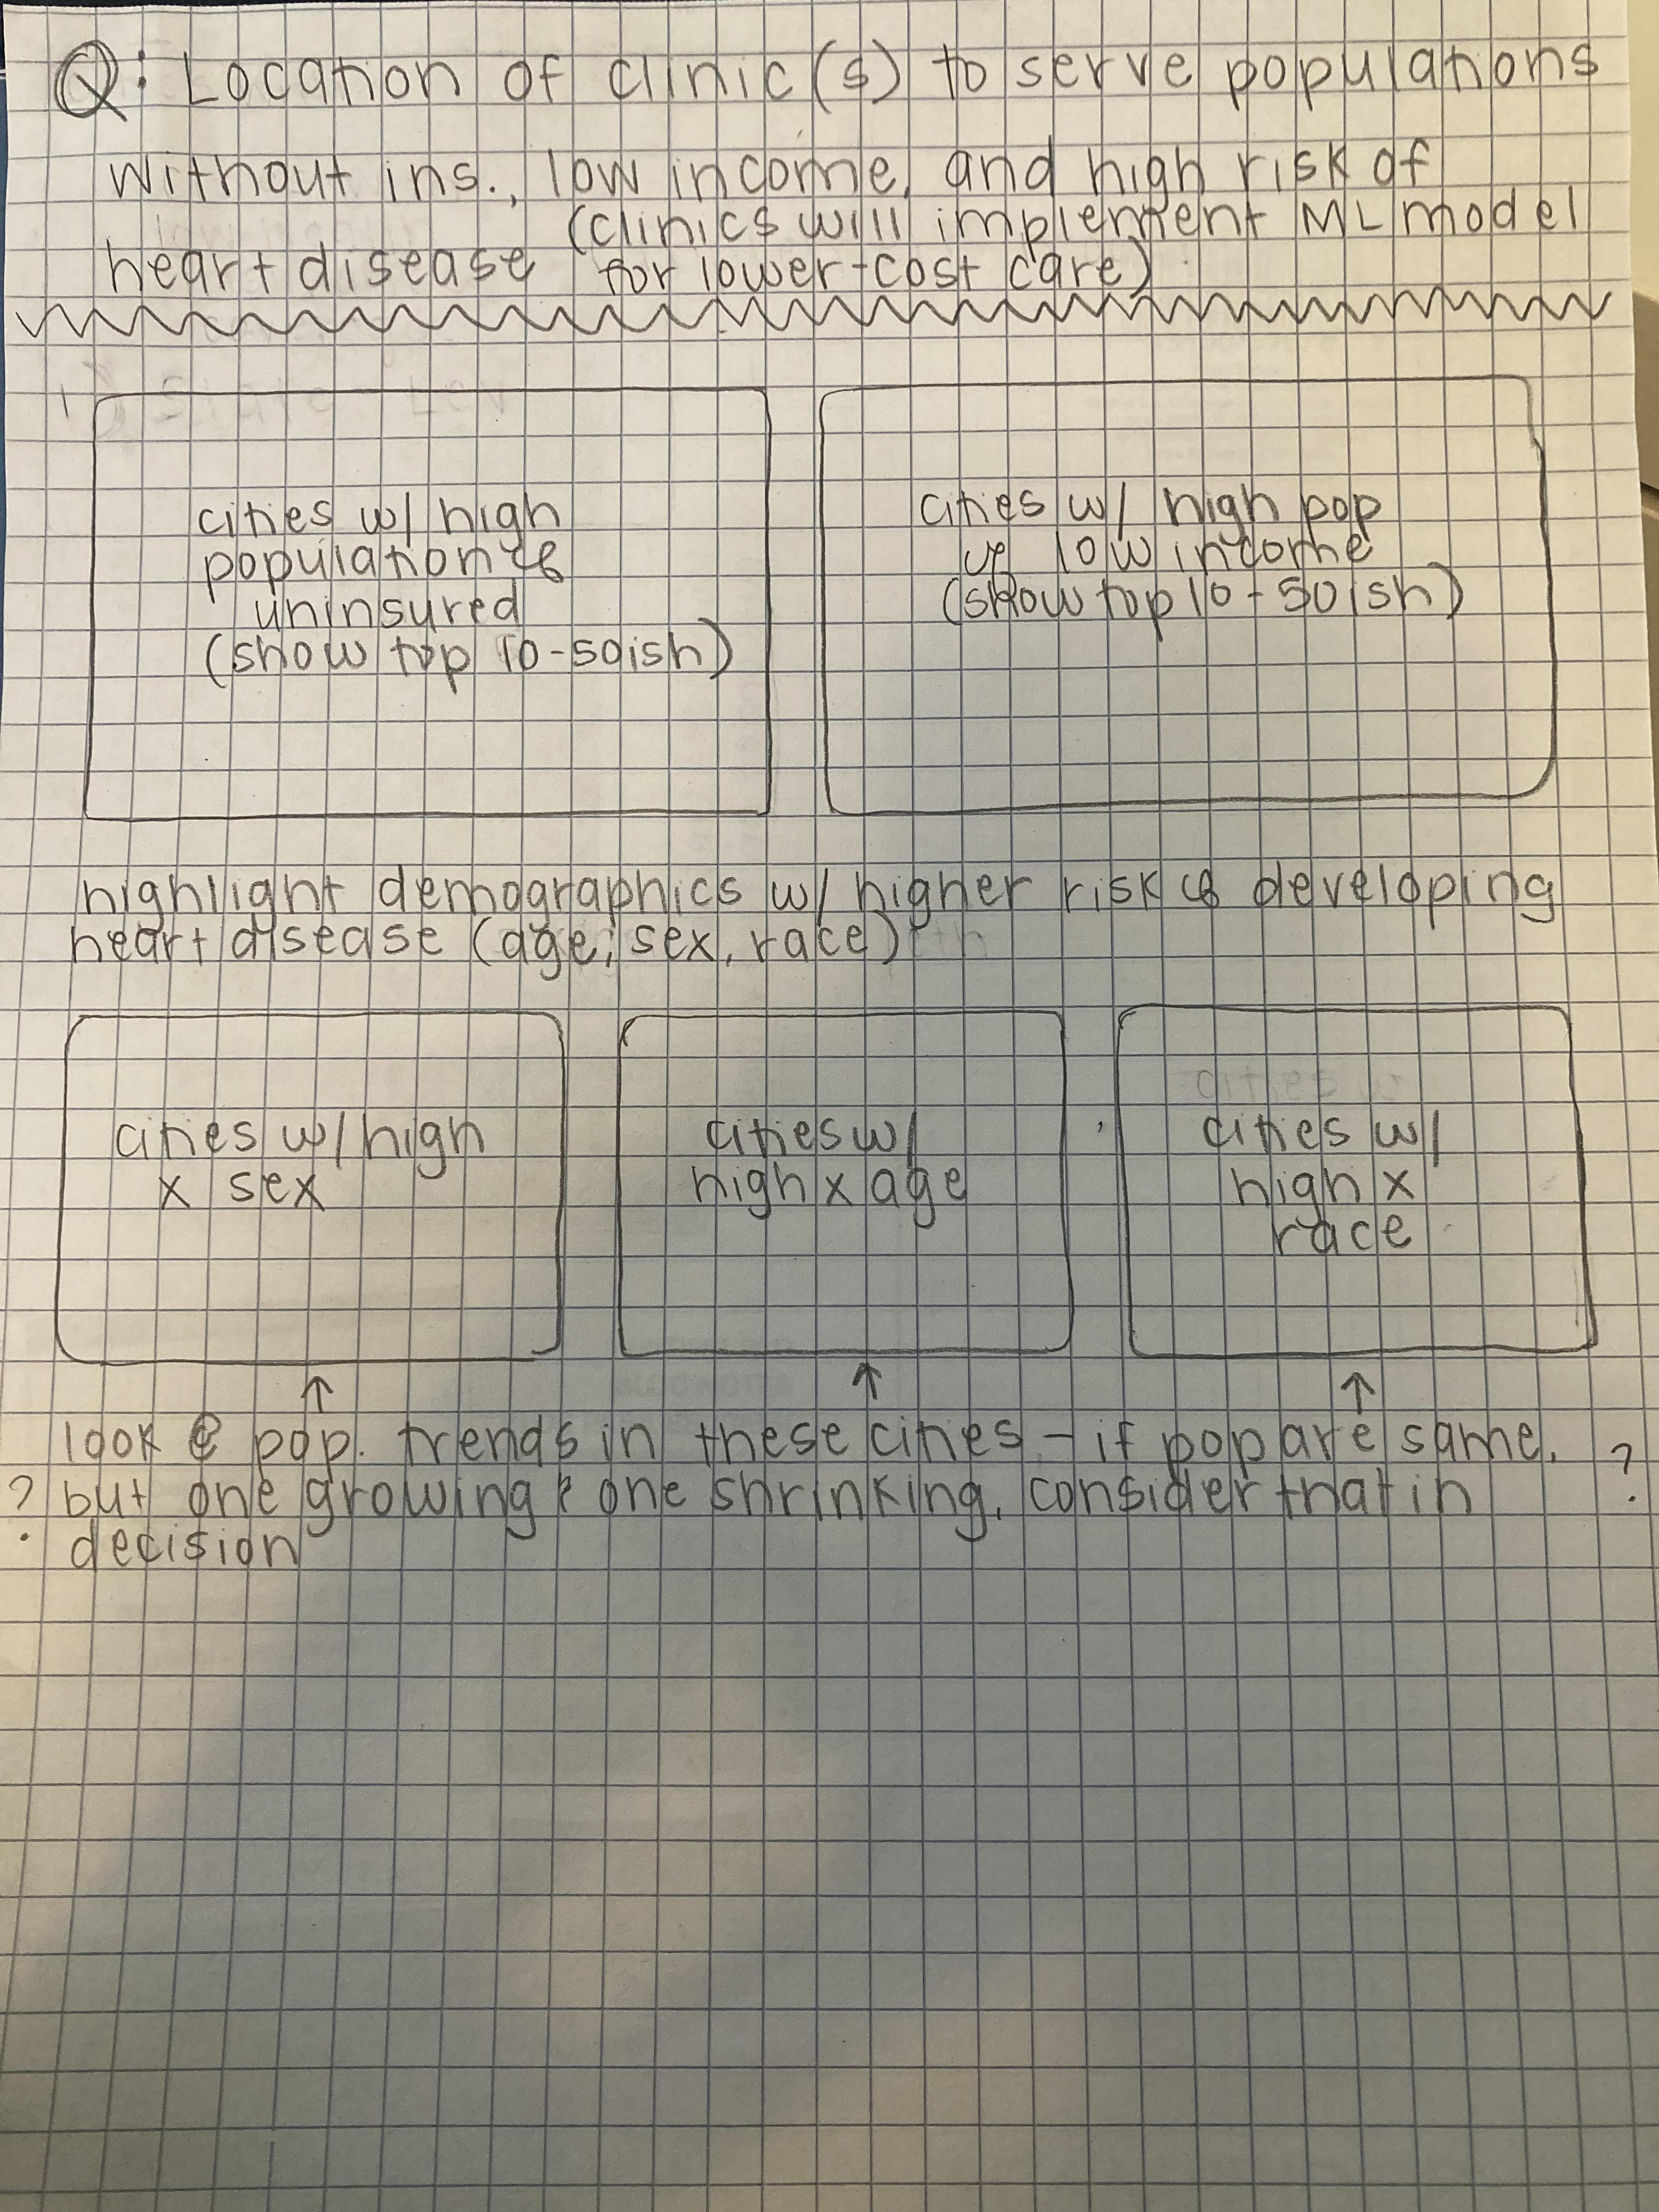 Q: Location of clinic(s) to serve populations
without ins., low income, and high risk of
(clinics will implement ML model
heart disease for lower-cost care)
cities w/ high
population of
uninsured
(show top 10-50ish)
cities w/ high pop
of low income
(show top 10-50ish)
highlight demographics w/ higher risk of developing
heart disease (age, sex, race)
cities w/ high
x sex
cities w/
high x age
cities w/
high x
race
↑ ↑ ↑
look @ pop. trends in these cities - if pop are same,
? but one growing & one shrinking, consider that in ?
decision